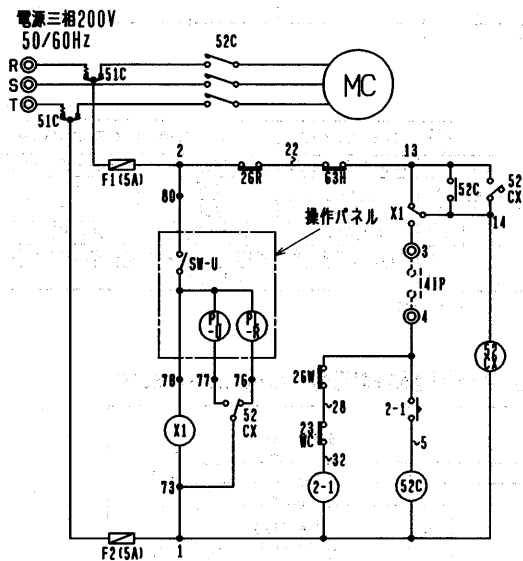 電源三相200V
50/60Hz
52C
R
51C
S
MC
T
51C
2
22
13
F1(5A)
26R
63H
52C
52
CX
80
X1
14
操作パネル
SW-U
3
4IP
PL
-U
PL
-R
4
52
CX
78
77
76
26W
28
2-1
52
CX
23
WC
5
X1
32
73
2-1
52C
F2(5A)
1